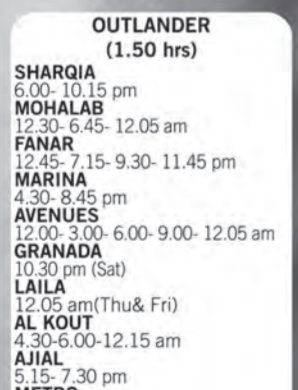 OUTLANDER
(1.50 hrs)
SHARQIA
6.00- 10.15 pm
MOHALAB
12.30- 6.45- 12.05 am
FANAR
12.45- 7.15- 9.30- 11.45 pm
MARINA
4.30- 8.45 pm
AVENUES
12.00- 3.00- 6.00- 9.00- 12.05 am
GRANADA
10.30 pm (Sat)
LAILA
12.05 am(Thu& Fri)
AL KOUT
4.30-6.00-12.15 am
AJIAL
5.15- 7.30 pm
METRO